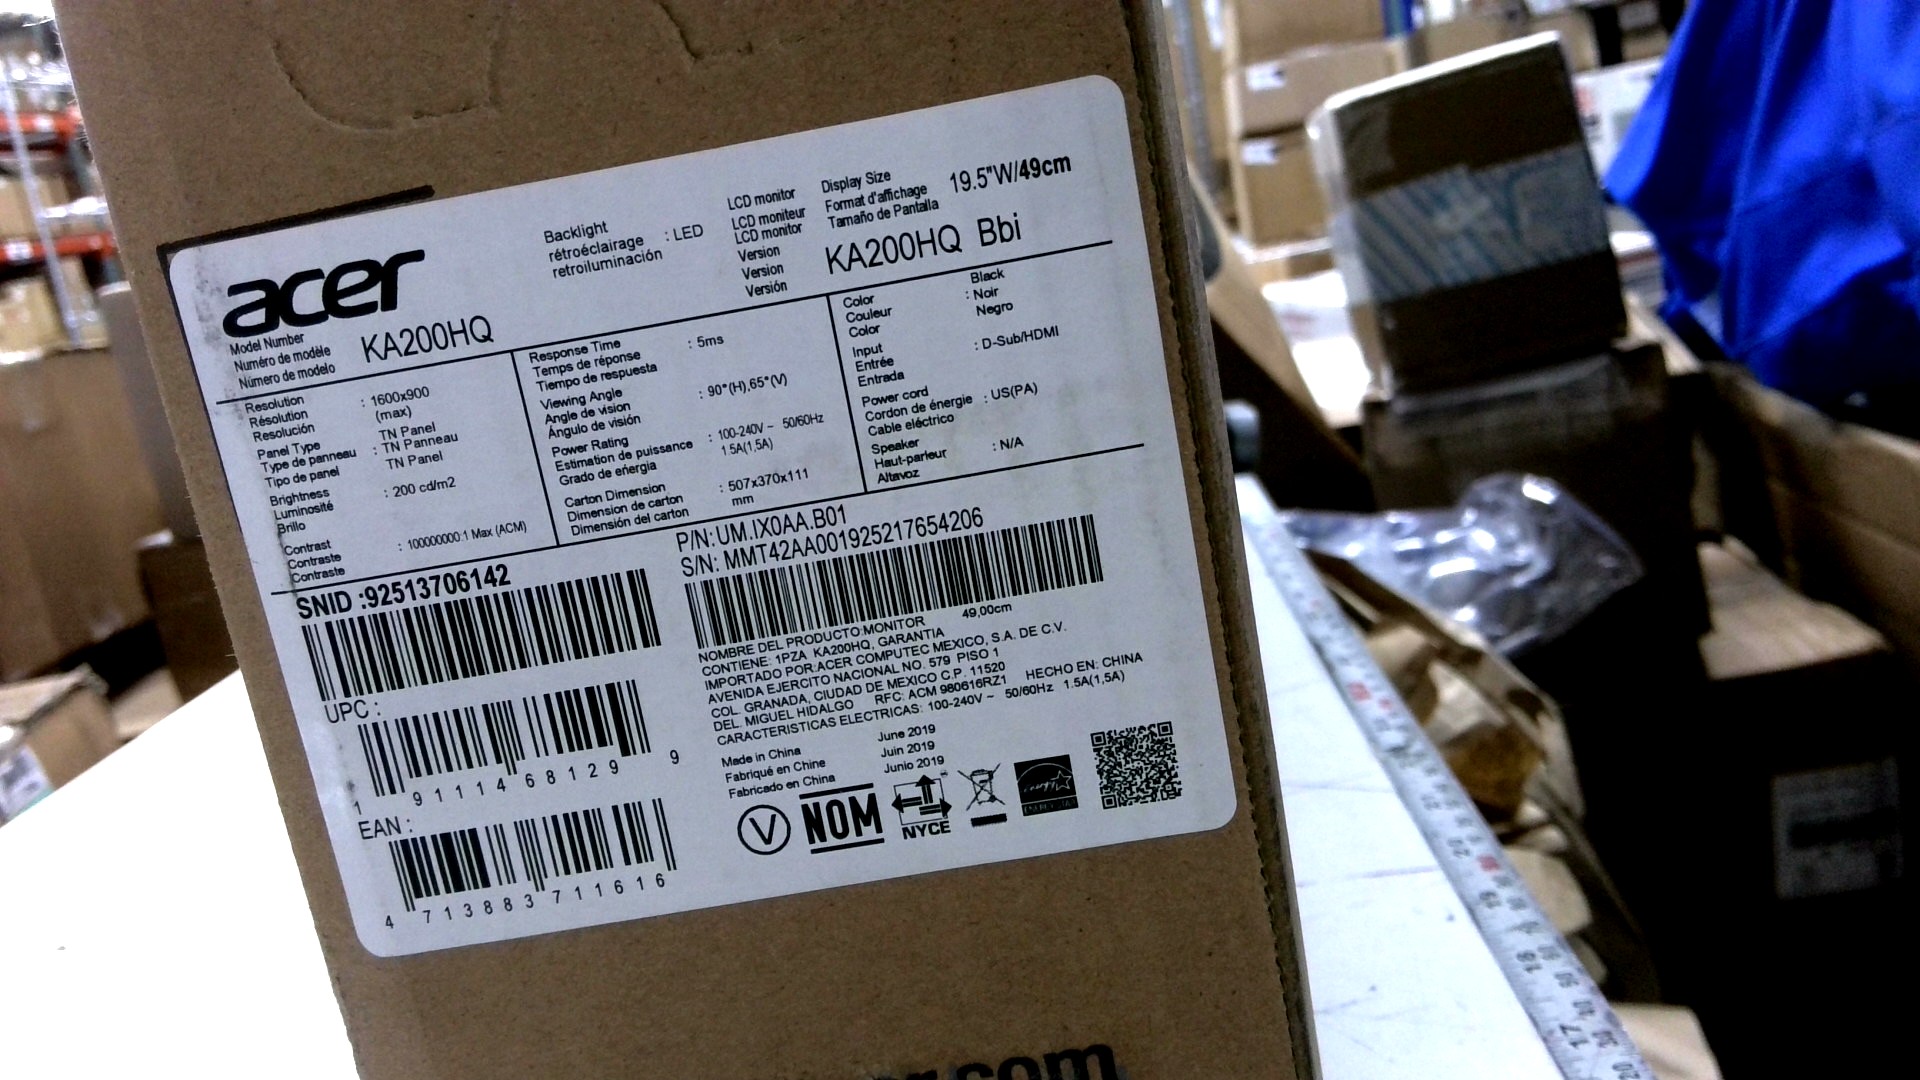 acer
Model Number
Numéro de modèle
Número de modelo
KA200HQ
Backlight
rétroéclairage : LED
retroiluminación
LCD monitor
LCD moniteur
LCD monitor
Version
Version
Versión
Display Size
Format d'affichage
Tamaño de Pantalla
19.5"W/49cm
KA200HQ Bbi
Resolution
Résolution
Resolución
: 1600x900
(max)
Panel Type
Type de panneau
Tipo de panel
TN Panel
: TN Panneau
TN Panel
Brightness
Luminosité
Brillo
: 200 cd/m2
Contrast
Contraste
Contraste
: 100000000:1 Max (ACM)
Response Time
Temps de réponse
Tiempo de respuesta
: 5ms
Viewing Angle
Angle de vision
Ángulo de visión
: 90°(H),65°(V)
Power Rating
Estimation de puissance
Grado de energia
: 100-240V ~ 50/60Hz
1.5A(1,5A)
Carton Dimension
Dimension de carton
Dimensión del carton
: 507x370x111
mm
Color
Couleur
Color
Black
: Noir
Negro
Input
Entrée
Entrada
: D-Sub/HDMI
Power cord
Cordon de énergie
Cable eléctrico
: US(PA)
Speaker
Haut-parleur
Altavoz
: N/A
SNID :92513706142
UPC :
1 91114 68129 9
EAN :
4 713883 711616
P/N:UM.IX0AA.B01
S/N: MMT42AA001925217654206
49,00cm
NOMBRE DEL PRODUCTO:MONITOR
CONTIENE: 1PZA KA200HQ, GARANTIA
IMPORTADO POR:ACER COMPUTEC MEXICO, S.A. DE C.V.
AVENIDA EJERCITO NACIONAL NO. 579 PISO 1
COL. GRANADA, CIUDAD DE MEXICO C.P. 11520
DEL. MIGUEL HIDALGO RFC: ACM 980616RZ1 HECHO EN: CHINA
CARACTERISTICAS ELECTRICAS: 100-240V ~ 50/60Hz 1.5A(1,5A)
Made in China
Fabriqué en Chine
Fabricado en China
June 2019
Juin 2019
Junio 2019
V
NOM
NYCE
energy
ENERGY STAR
.com